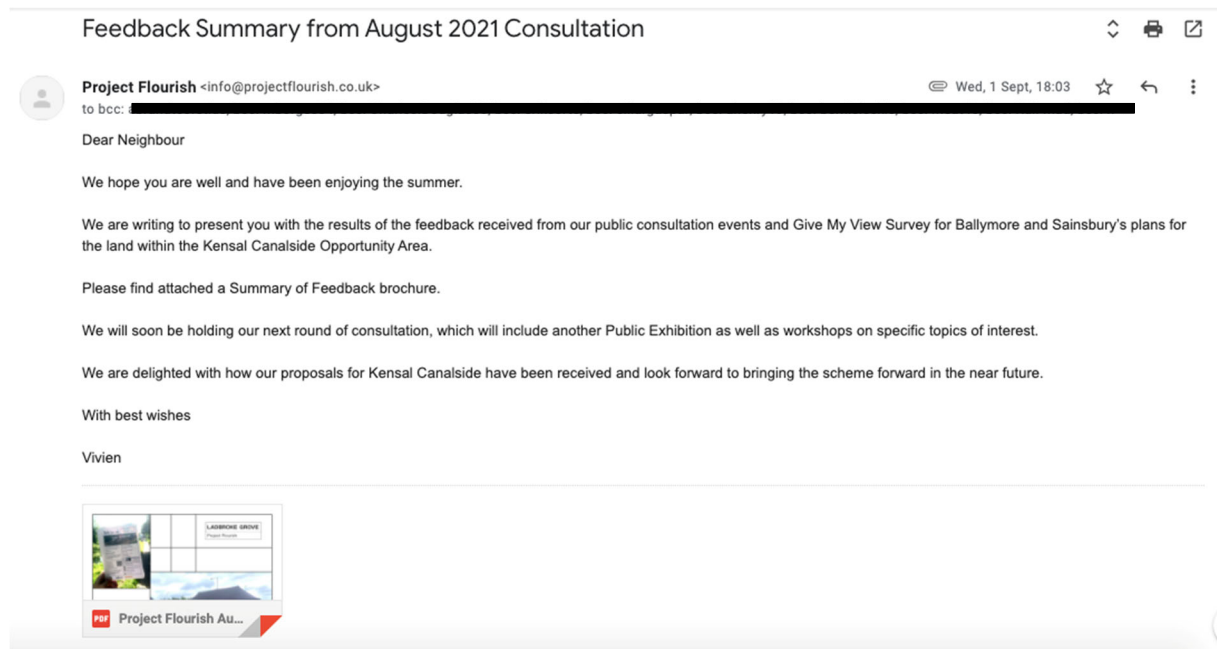 Feedback Summary from August 2021 Consultation
Project Flourish <info@projectflourish.co.uk>
Wed, 1 Sept, 18:03
to bcc:
Dear Neighbour
We hope you are well and have been enjoying the summer.
We are writing to present you with the results of the feedback received from our public consultation events and Give My View Survey for Ballymore and Sainsbury's plans for
the land within the Kensal Canalside Opportunity Area.
Please find attached a Summary of Feedback brochure.
We will soon be holding our next round of consultation, which will include another Public Exhibition as well as workshops on specific topics of interest.
We are delighted with how our proposals for Kensal Canalside have been received and look forward to bringing the scheme forward in the near future.
With best wishes
Vivien
LADBROKE GROVE
Project Flourish
PDF Project Flourish Au...